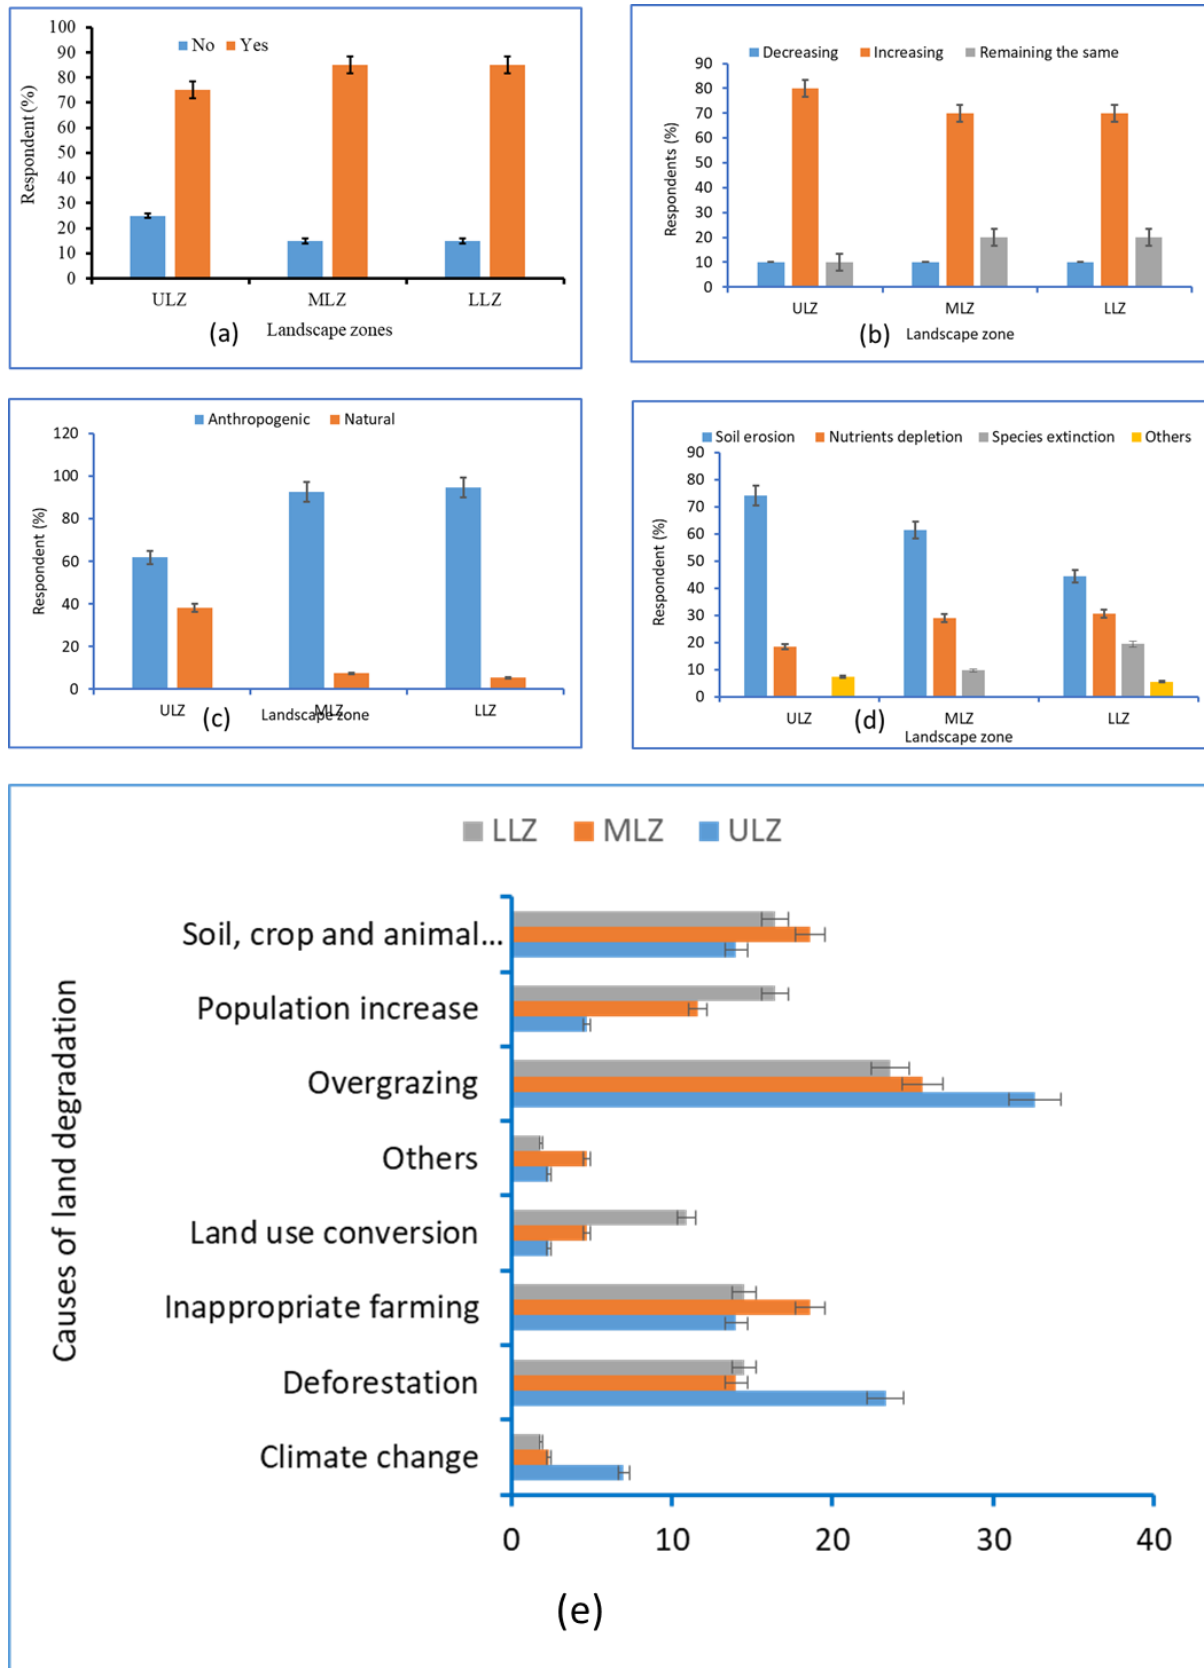 No Yes
100
90
80
70
60
50
40
30
20
10
0
Respondent (%)
ULZ MLZ LLZ
(a)
Landscape zones
Decreasing Increasing Remaining the same
90
80
70
60
50
40
30
20
10
0
Respondents (%)
ULZ MLZ LLZ
(b)
Landscape zone
Anthropogenic Natural
120
100
80
60
40
20
0
Respondent (%)
ULZ MLZ LLZ
(c)
Landscape zone
Soil erosion Nutrients depletion Species extinction Others
90
80
70
60
50
40
30
20
10
0
Respondent (%)
ULZ MLZ LLZ
(d)
Landscape zone
LLZ MLZ ULZ
Causes of land degradation
Soil, crop and animal...
Population increase
Overgrazing
Others
Land use conversion
Inappropriate farming
Deforestation
Climate change
0 10 20 30 40
(e)